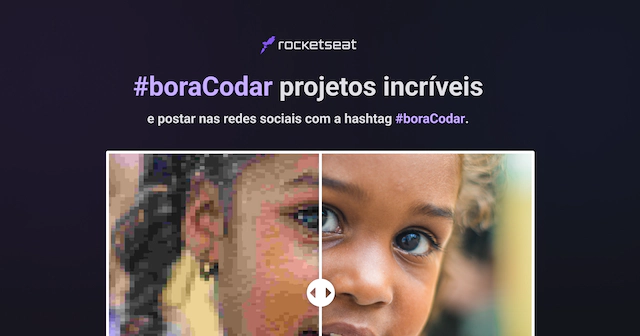 rocketseat
#boraCodar projetos incríveis
e postar nas redes sociais com a hashtag #boraCodar.